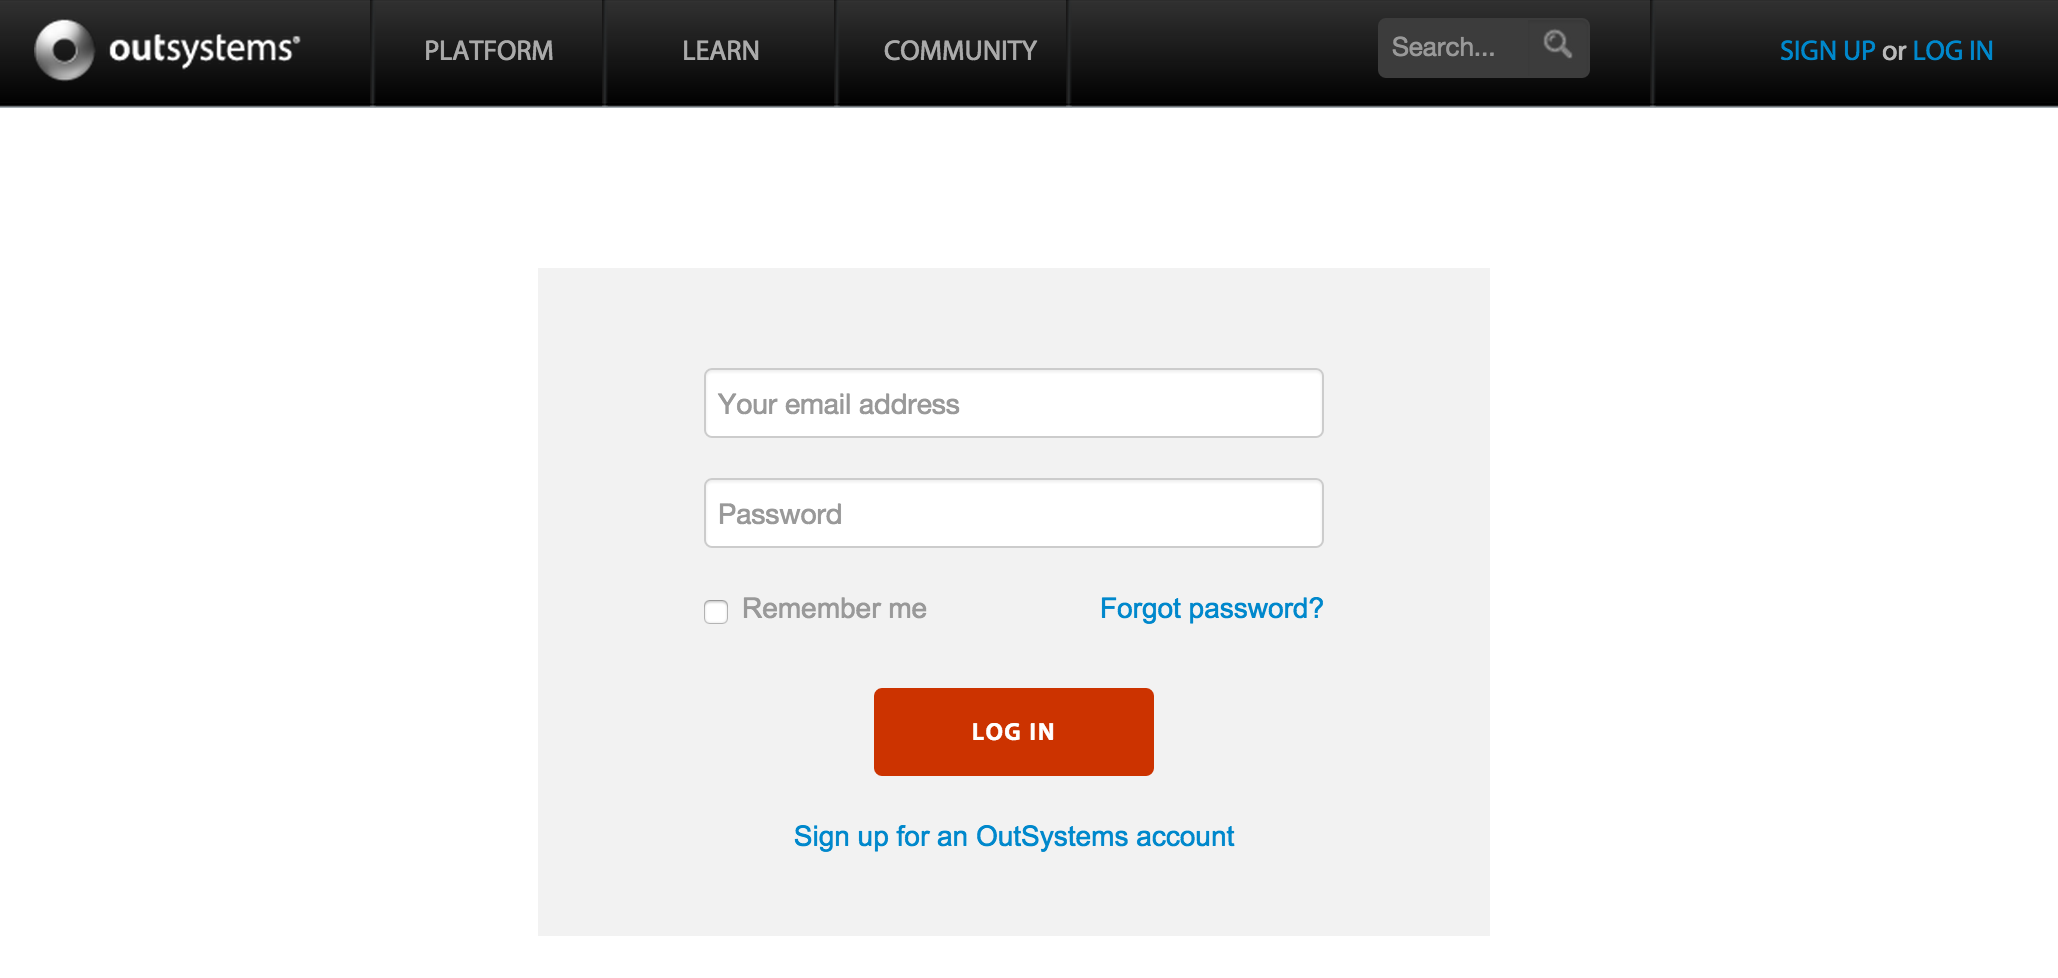 outsystems® PLATFORM LEARN COMMUNITY Search... SIGN UP or LOG IN
Your email address
Password
Remember me Forgot password?
LOG IN
Sign up for an OutSystems account